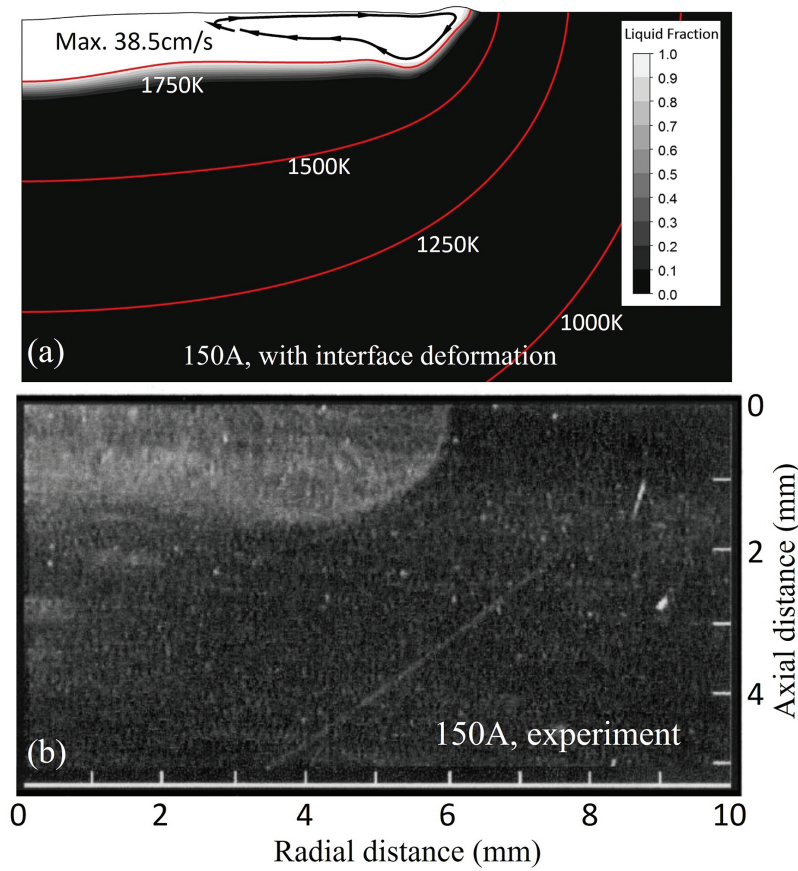 Max. 38.5cm/s
Liquid Fraction
1.0
0.9
0.8
0.7
0.6
0.5
0.4
0.3
0.2
0.1
0.0
1750K
1500K
1250K
1000K
(a)
150A, with interface deformation
0
2
4
Axial distance (mm)
150A, experiment
(b)
0 2 4 6 8 10
Radial distance (mm)